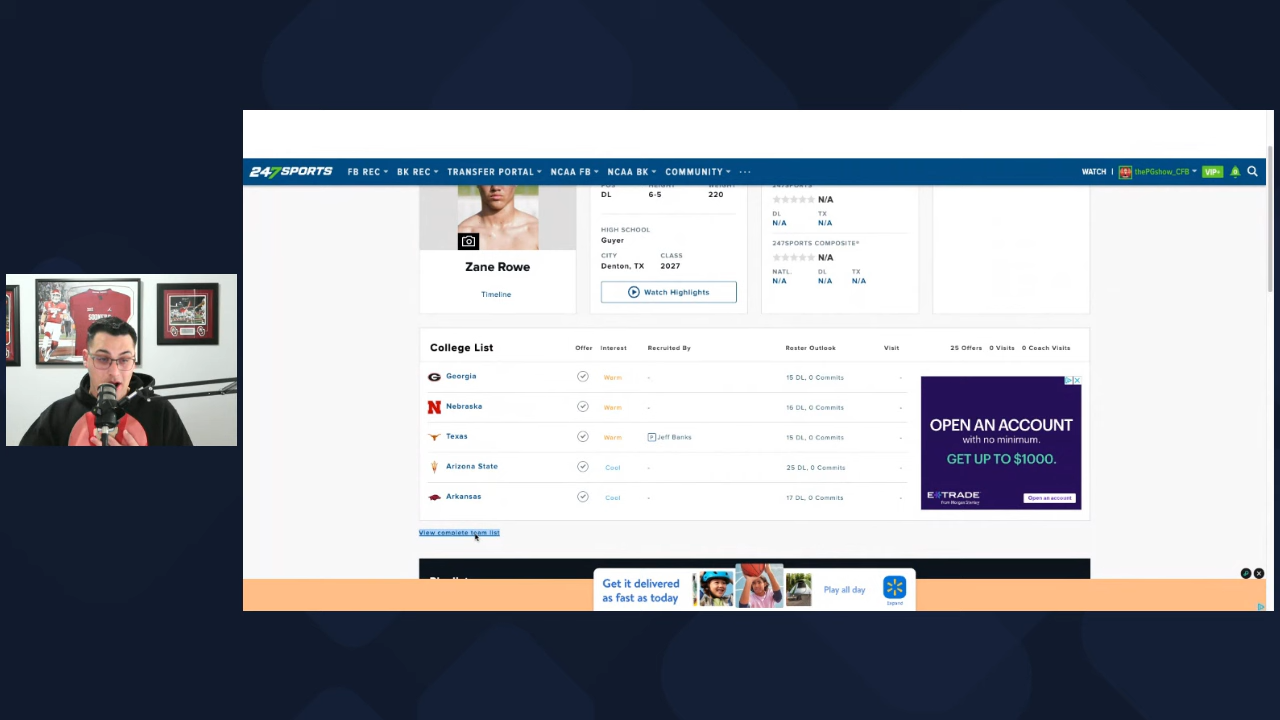 247SPORTS FB REC BK REC TRANSFER PORTAL NCAA FB NCAA BK COMMUNITY ... WATCH | thePGshow_CFB VIP+
DL 6-5 220
HIGH SCHOOL
Guyer
CITY CLASS
Denton, TX 2027
Watch Highlights
Zane Rowe
Timeline
N/A
DL TX
N/A N/A
247SPORTS COMPOSITE®
N/A
NATL. DL TX
N/A N/A N/A
College List Offer Interest Recruited By Roster Outlook Visit 25 Offers 0 Visits 0 Coach Visits
Georgia Warm - 15 DL, 0 Commits -
Nebraska Warm - 16 DL, 0 Commits -
Texas Warm P Jeff Banks 15 DL, 0 Commits -
Arizona State Cool - 25 DL, 0 Commits -
Arkansas Cool - 17 DL, 0 Commits -
OPEN AN ACCOUNT
with no minimum.
GET UP TO $1000.
E*TRADE
from Morgan Stanley
Open an account
View complete team list
Get it delivered
as fast as today
Play all day
Expand